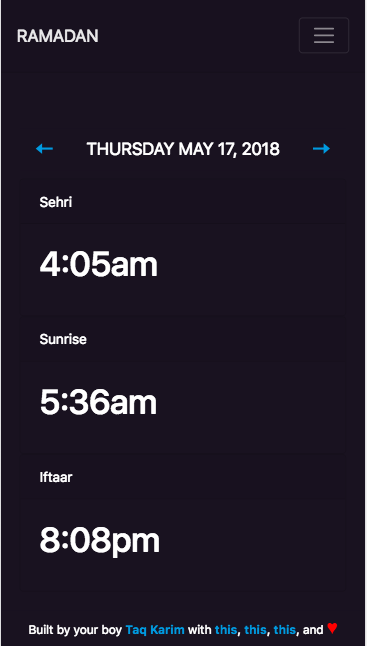 RAMADAN
← THURSDAY MAY 17, 2018 →
Sehri
4:05am
Sunrise
5:36am
Iftaar
8:08pm
Built by your boy Taq Karim with this, this, this, and ♥